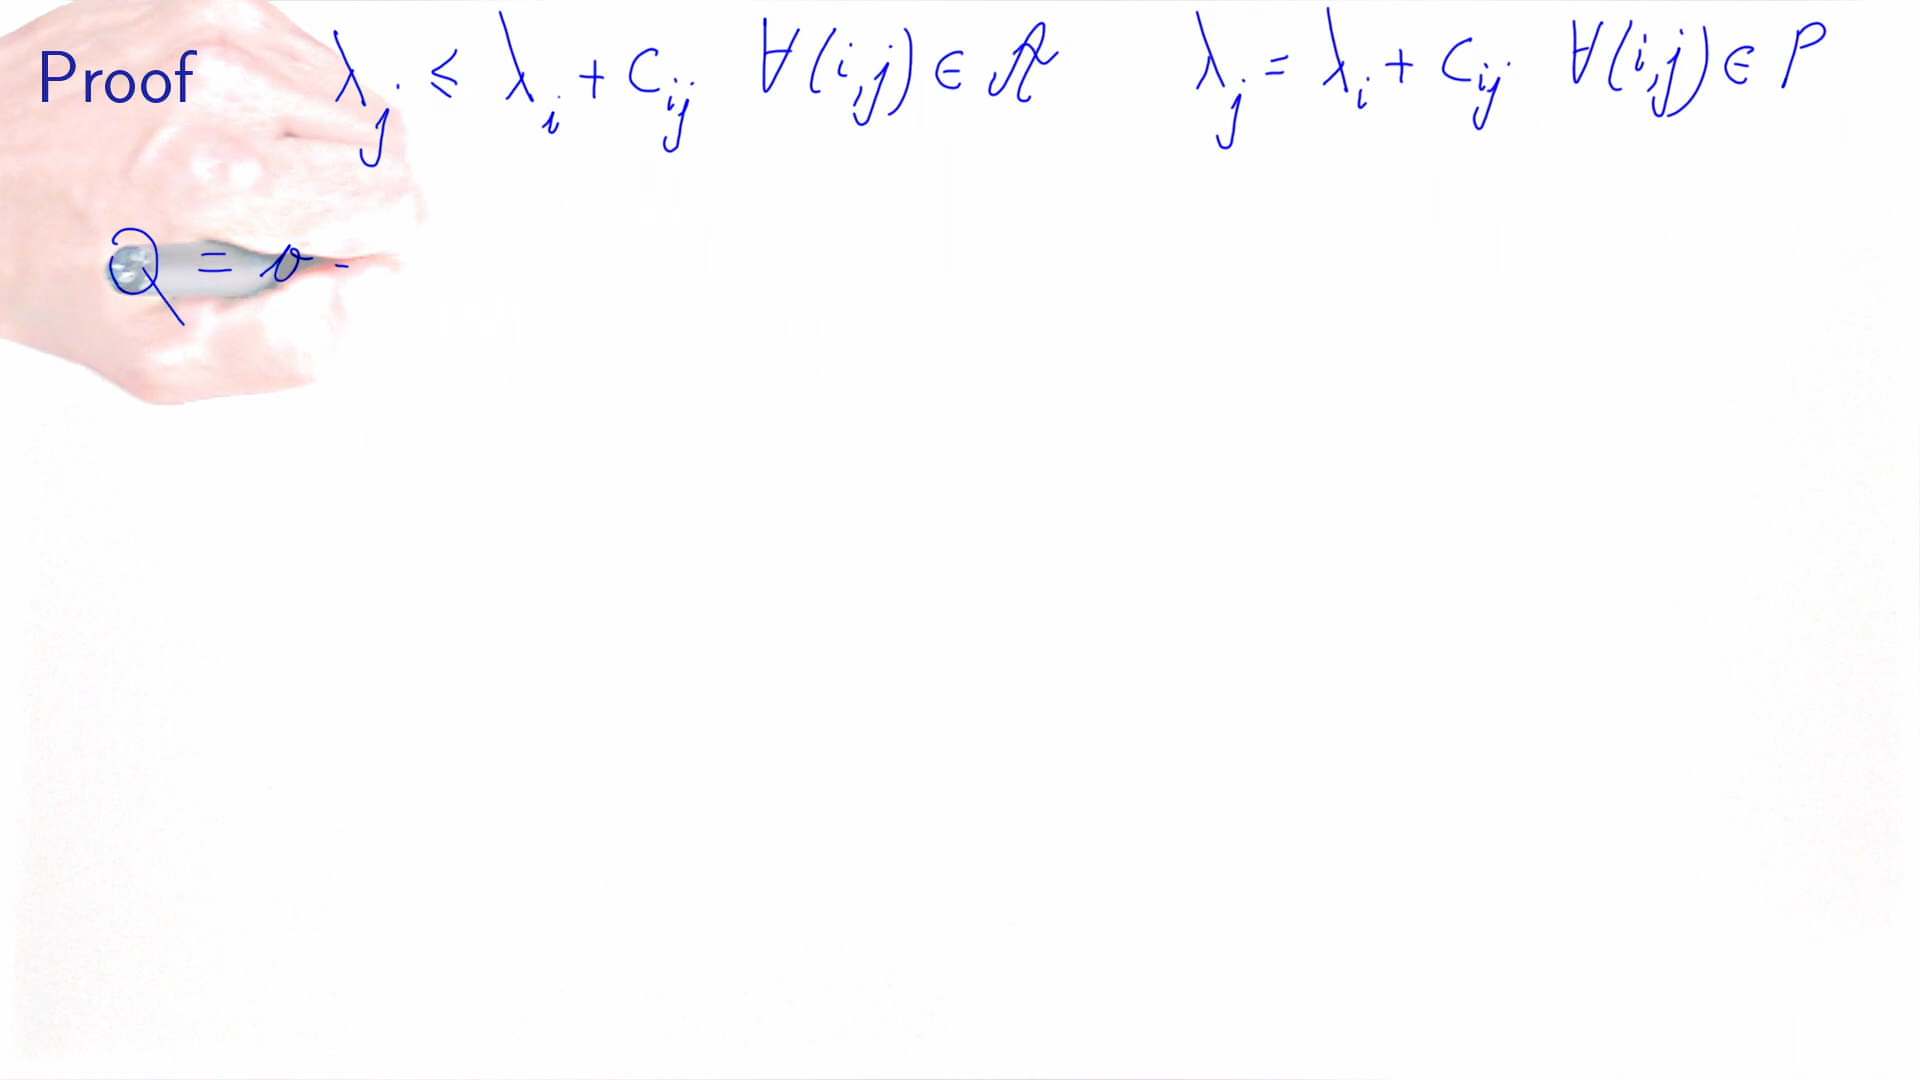 Proof λ_j ≤ λ_i + c_ij ∀(i,j) ∈ 𝒜 λ_j = λ_i + c_ij ∀(i,j) ∈ P
Q = o -